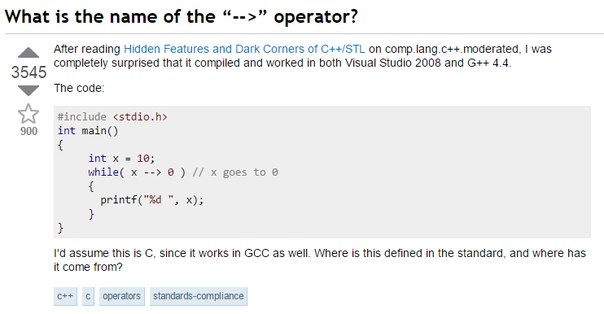 What is the name of the “-->” operator?
After reading Hidden Features and Dark Corners of C++/STL on comp.lang.c++.moderated, I was
completely surprised that it compiled and worked in both Visual Studio 2008 and G++ 4.4.
3545
The code:
900
#include <stdio.h>
int main()
{
     int x = 10;
     while( x --> 0 ) // x goes to 0
     {
       printf("%d ", x);
     }
}
I'd assume this is C, since it works in GCC as well. Where is this defined in the standard, and where has
it come from?
c++ c operators standards-compliance